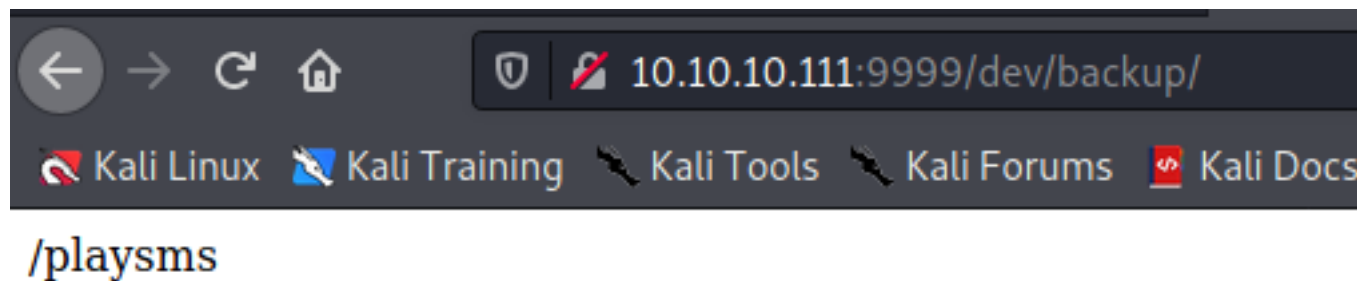 10.10.10.111:9999/dev/backup/
Kali Linux Kali Training Kali Tools Kali Forums Kali Docs
/playsms